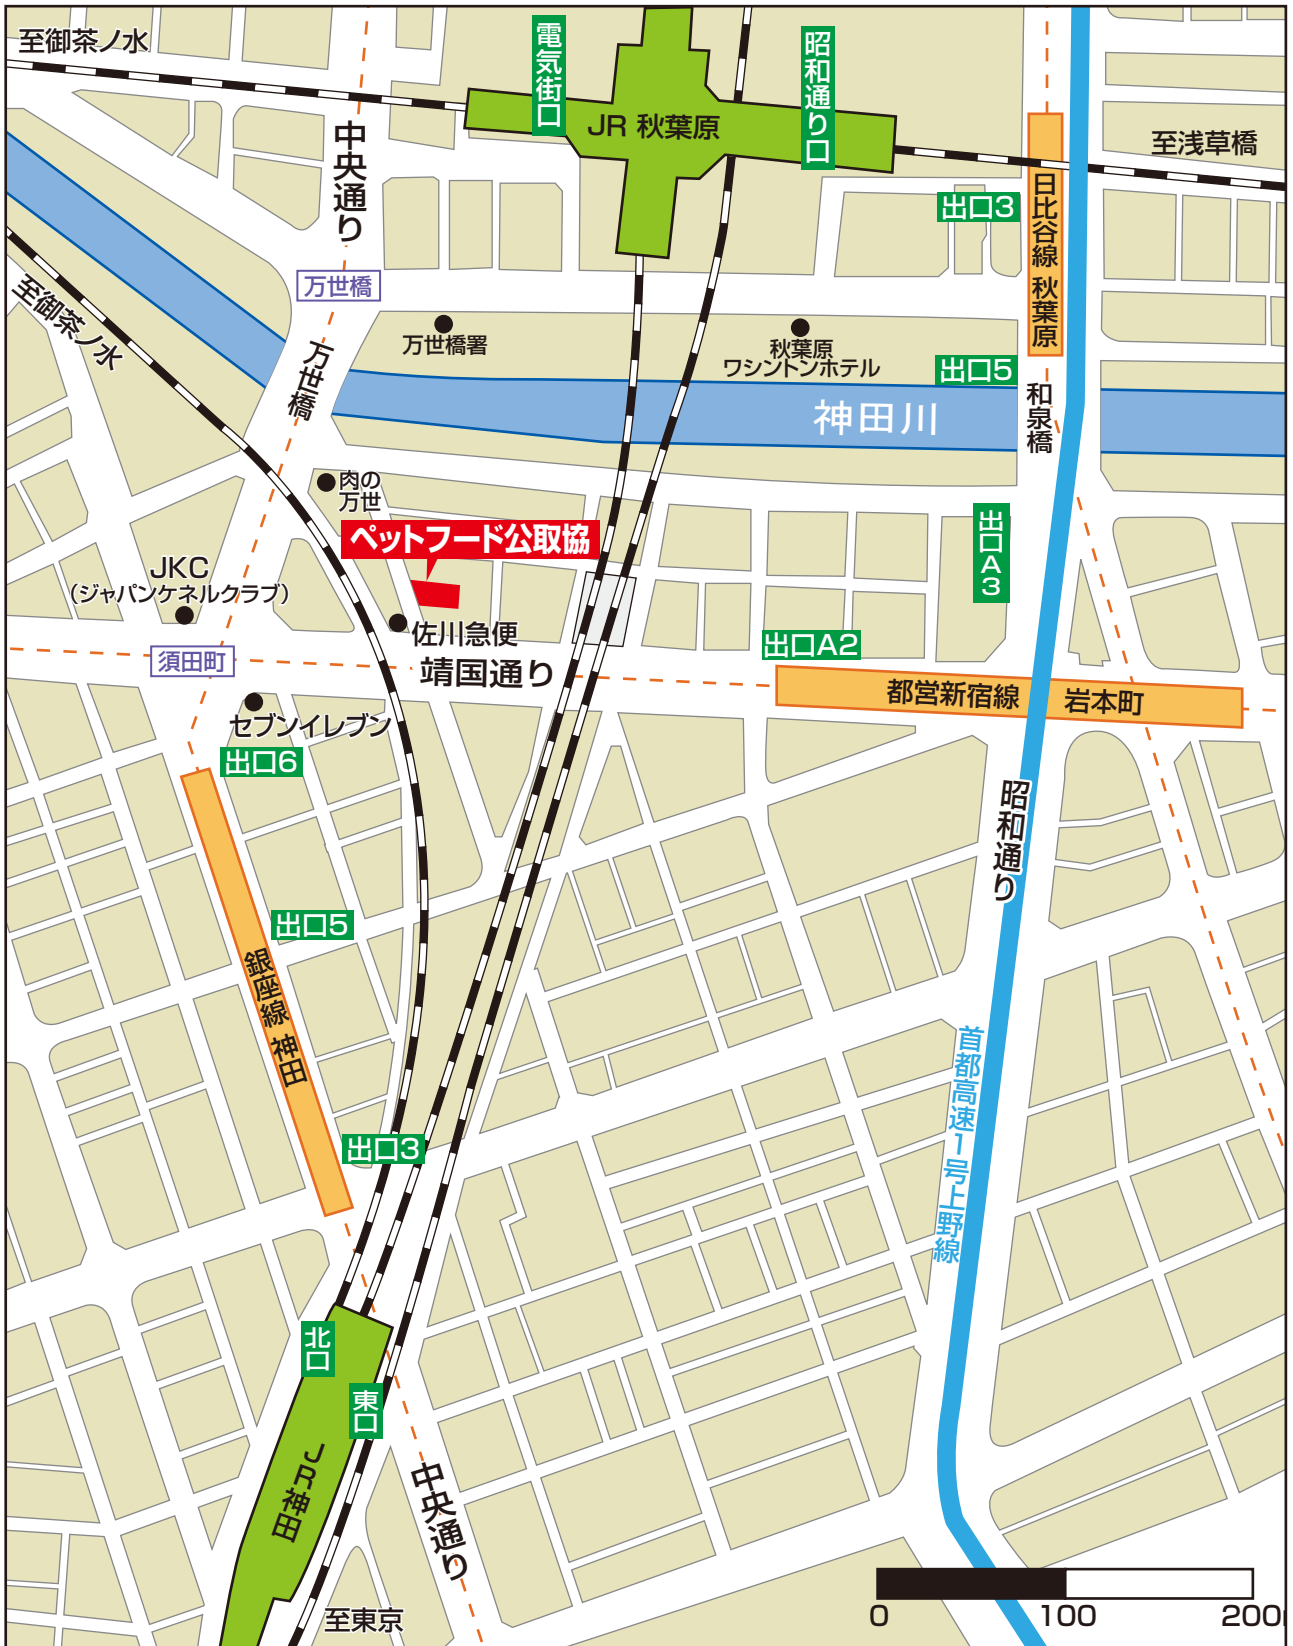 至御茶ノ水
電気街口
昭和通り口
JR 秋葉原
中央通り
至浅草橋
出口3
日比谷線 秋葉原
万世橋
至御茶ノ水
万世橋署
秋葉原
ワシントンホテル
万世橋
出口5
神田川
和泉橋
肉の
万世
ペットフード公取協
出口A3
JKC
（ジャパンケネルクラブ）
佐川急便
須田町
靖国通り
出口A2
都営新宿線 岩本町
セブンイレブン
出口6
昭和通り
出口5
銀座線 神田
首都高速1号上野線
出口3
北口
東口
JR神田
中央通り
至東京
0 100 200